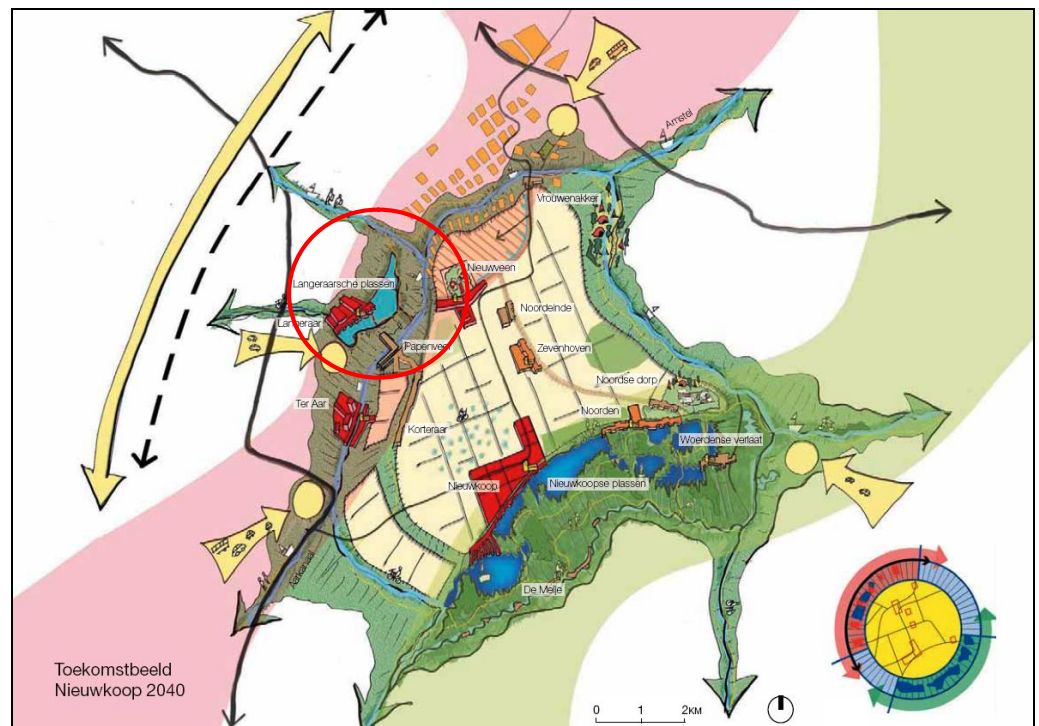 Amstel
Vrouwenakker
Nieuwveen
Langeraarsche plassen
Noordeinde
Langeraar
Papenveer
Zevenhoven
Noordse dorp
Ter Aar
Noorden
Korteraar
Woerdense verlaat
Nieuwkoop
Nieuwkoopse plassen
De Meije
Toekomstbeeld
Nieuwkoop 2040
0 1 2KM